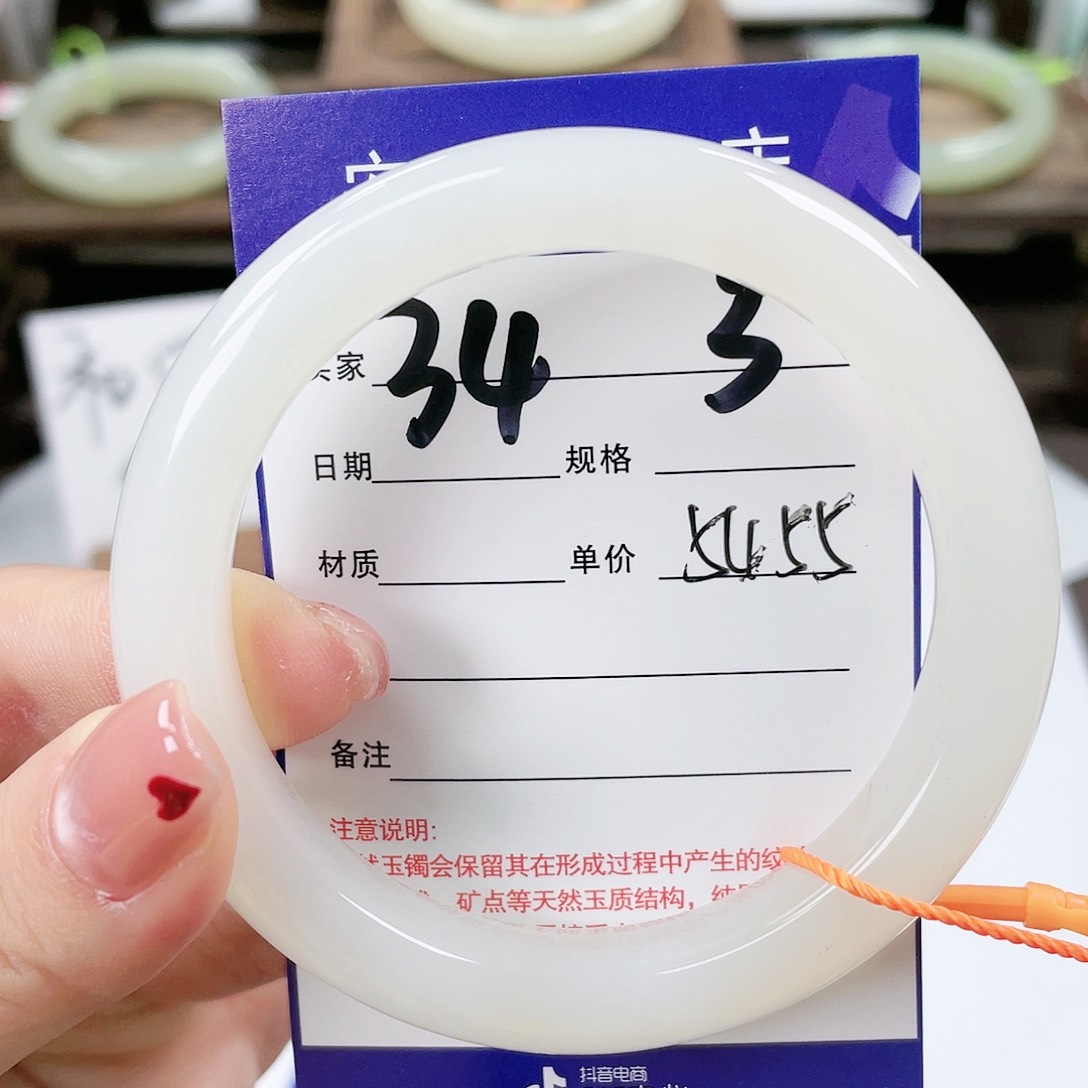 家 34 3
日期 规格
材质 单价 5455
备注
注意说明:
玉镯会保留其在形成过程中产生的纹
矿点等天然玉质结构，
抖音电商